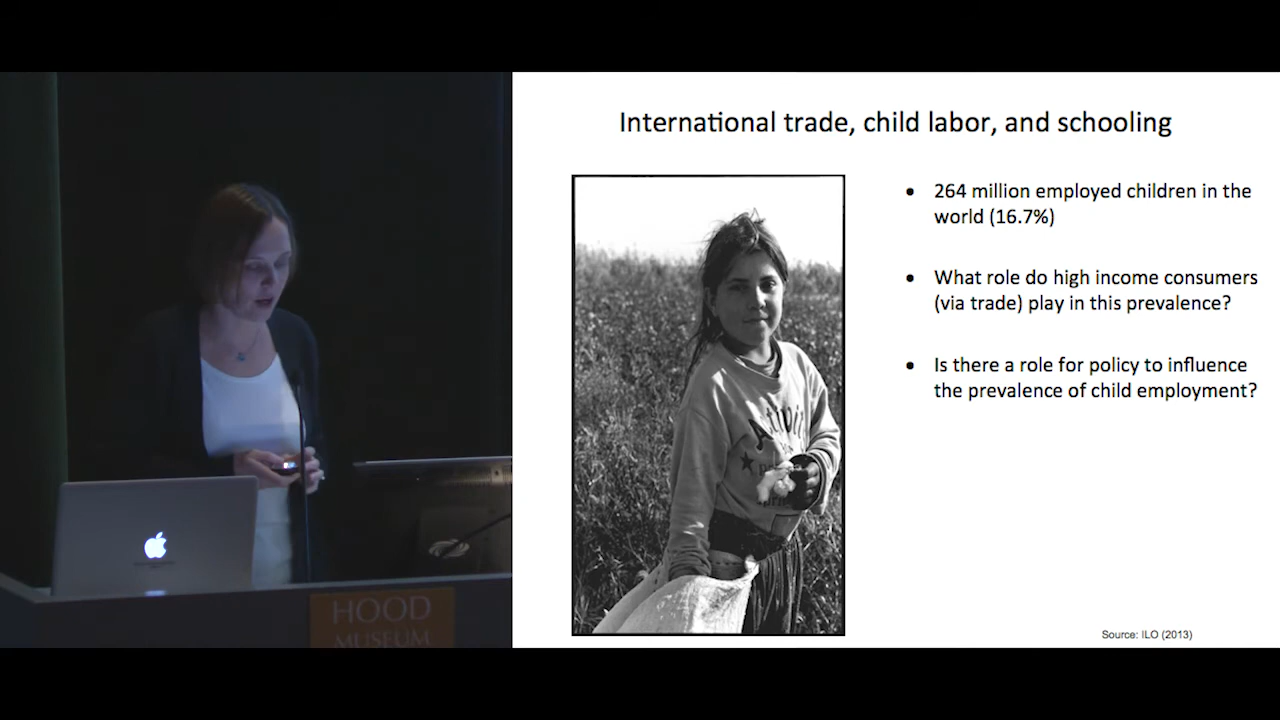 International trade, child labor, and schooling
• 264 million employed children in the
world (16.7%)
• What role do high income consumers
(via trade) play in this prevalence?
• Is there a role for policy to influence
the prevalence of child employment?
Source: ILO (2013)
HOOD
MUSEUM